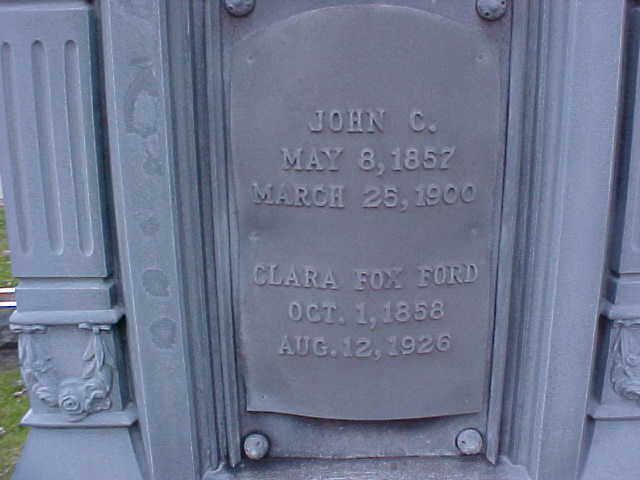 JOHN C.
MAY 8, 1857
MARCH 25, 1900
CLARA FOX FORD
OCT. 1, 1858
AUG. 12, 1926